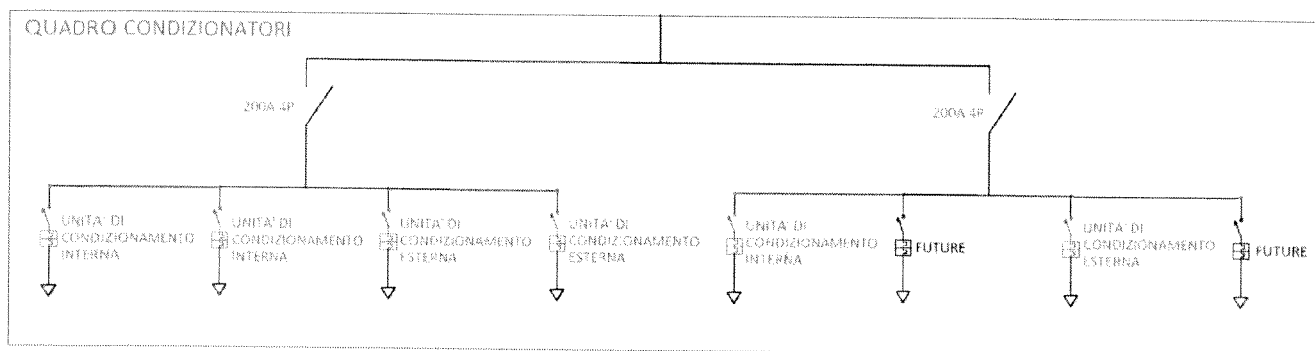 QUADRO CONDIZIONATORI
200A 4P
200A 4P
UNITA' DI
CONDIZIONAMENTO
INTERNA
UNITA' DI
CONDIZIONAMENTO
INTERNA
UNITA' DI
CONDIZIONAMENTO
ESTERNA
UNITA' DI
CONDIZIONAMENTO
ESTERNA
UNITA' DI
CONDIZIONAMENTO
INTERNA
FUTURE
UNITA' DI
CONDIZIONAMENTO
ESTERNA
FUTURE